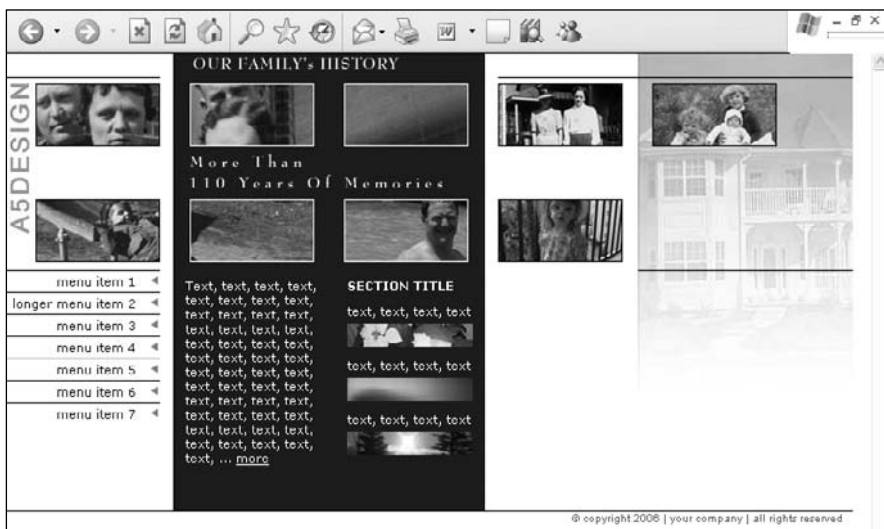 OUR FAMILY's HISTORY
A5DESIGN
More Than
110 Years Of Memories
menu item 1
longer menu item 2
menu item 3
menu item 4
menu item 5
menu item 6
menu item 7
Text, text, text, text,
text, text, text, text,
text, text, text, text,
text, text, text, text,
text, text, text, text,
text, text, text, text,
text, text, text, text,
text, text, text, text,
text, text, text, text,
text, text, text, text,
text, text, text, text,
text, text, text, text,
text, ... more
SECTION TITLE
text, text, text, text
text, text, text, text
text, text, text, text
© copyright 2006 | your company | all rights reserved